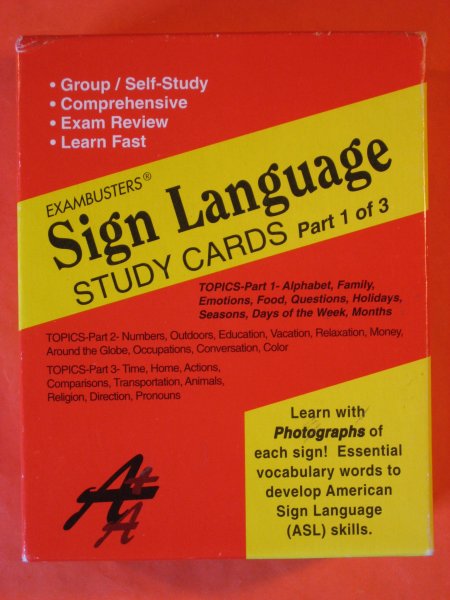 • Group / Self-Study
• Comprehensive
• Exam Review
• Learn Fast
EXAMBUSTERS®
Sign Language
STUDY CARDS Part 1 of 3
TOPICS-Part 1- Alphabet, Family,
Emotions, Food, Questions, Holidays,
Seasons, Days of the Week, Months
TOPICS-Part 2- Numbers, Outdoors, Education, Vacation, Relaxation, Money,
Around the Globe, Occupations, Conversation, Color
TOPICS-Part 3- Time, Home, Actions,
Comparisons, Transportation, Animals,
Religion, Direction, Pronouns
Learn with
Photographs of
each sign! Essential
vocabulary words to
develop American
Sign Language
(ASL) skills.
A+
A